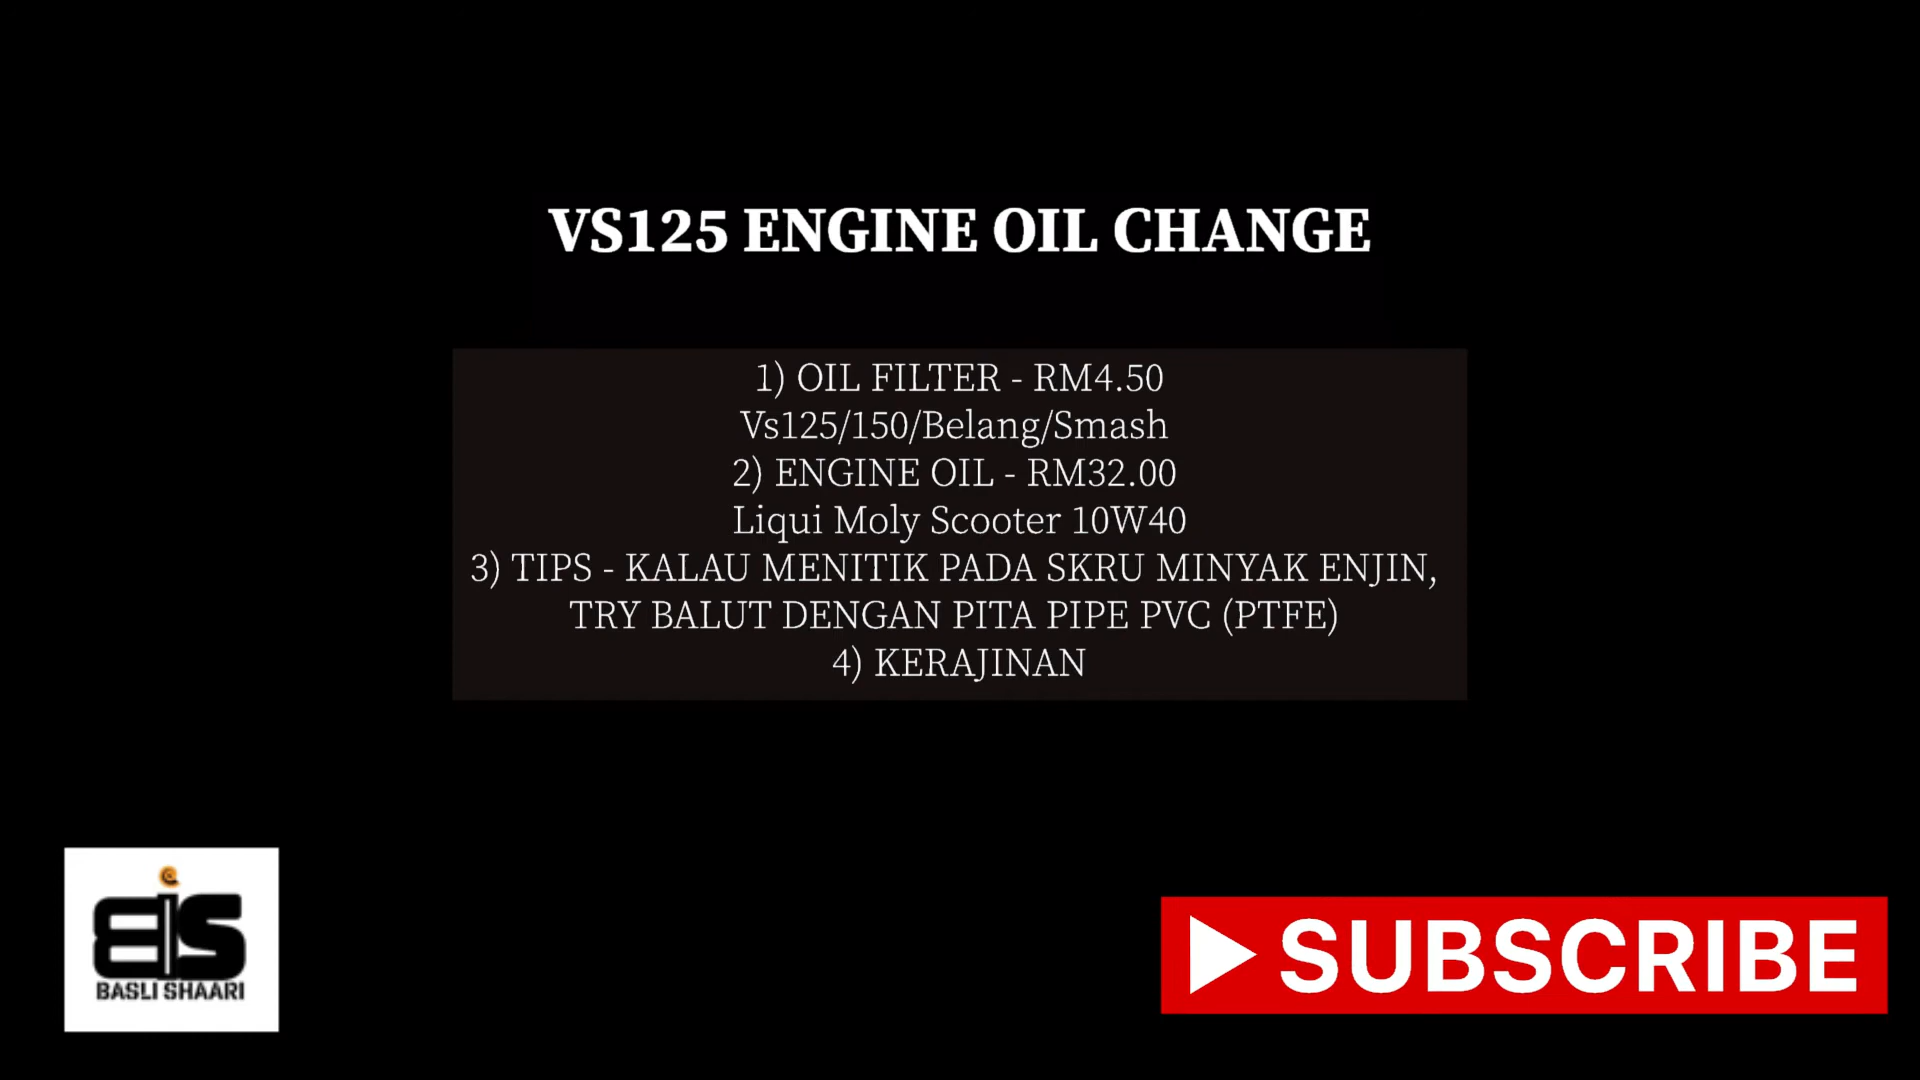 VS125 ENGINE OIL CHANGE
1) OIL FILTER - RM4.50
Vs125/150/Belang/Smash
2) ENGINE OIL - RM32.00
Liqui Moly Scooter 10W40
3) TIPS - KALAU MENITIK PADA SKRU MINYAK ENJIN,
TRY BALUT DENGAN PITA PIPE PVC (PTFE)
4) KERAJINAN
BIS
BASLI SHAARI
SUBSCRIBE